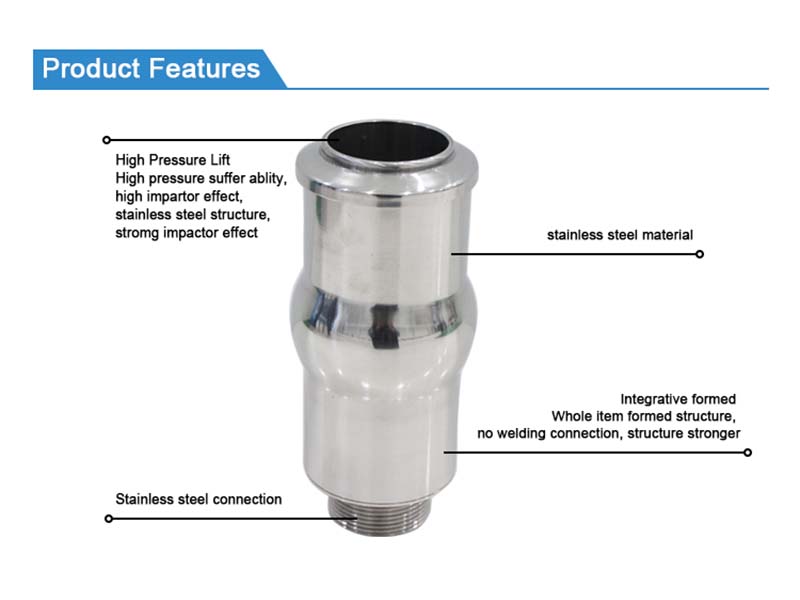 Product Features
High Pressure Lift
High pressure suffer ablity,
high impartor effect,
stainless steel structure,
stromg impactor effect
stainless steel material
Integrative formed
Whole item formed structure,
no welding connection, structure stronger
Stainless steel connection